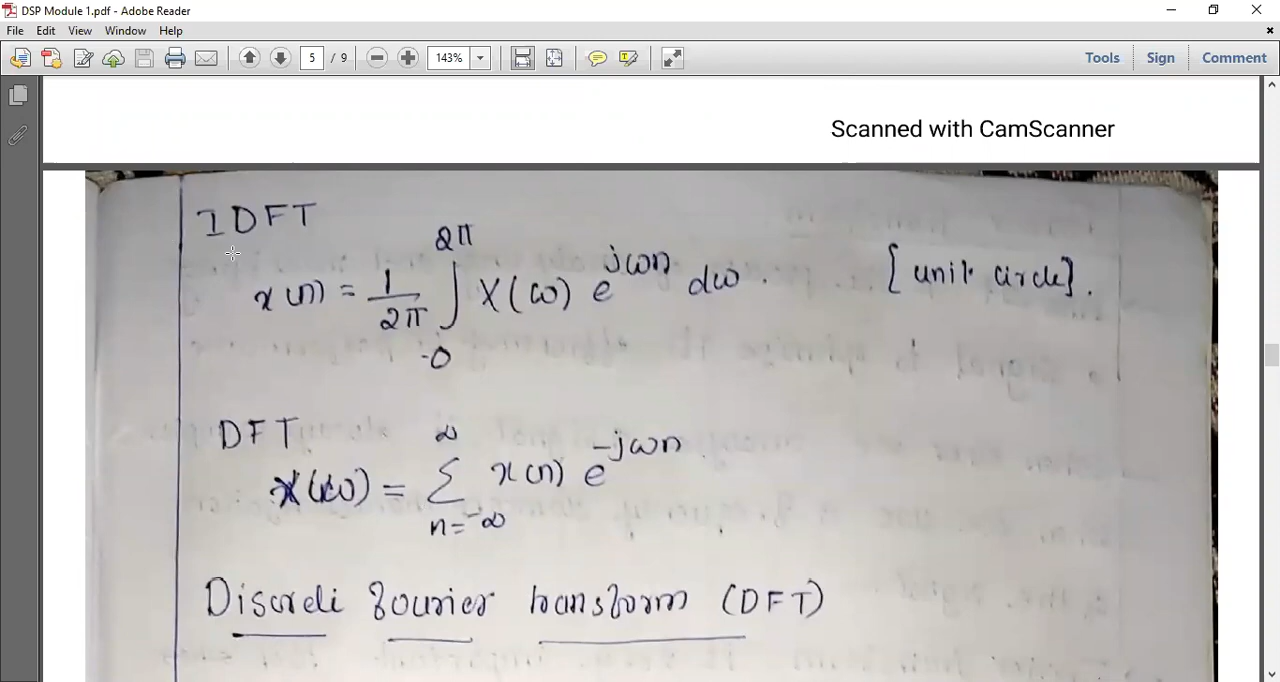 DSP Module 1.pdf - Adobe Reader
File Edit View Window Help
5 / 9 143% Tools Sign Comment
Scanned with CamScanner
IDFT
x(n) = 1/2π ∫₀^2π X(ω) e^jωn dω. [unit circle].
DFT
X(ω) = ∑_{n=-∞}^∞ x(n) e^-jωn
Discrete fourier transform (DFT)